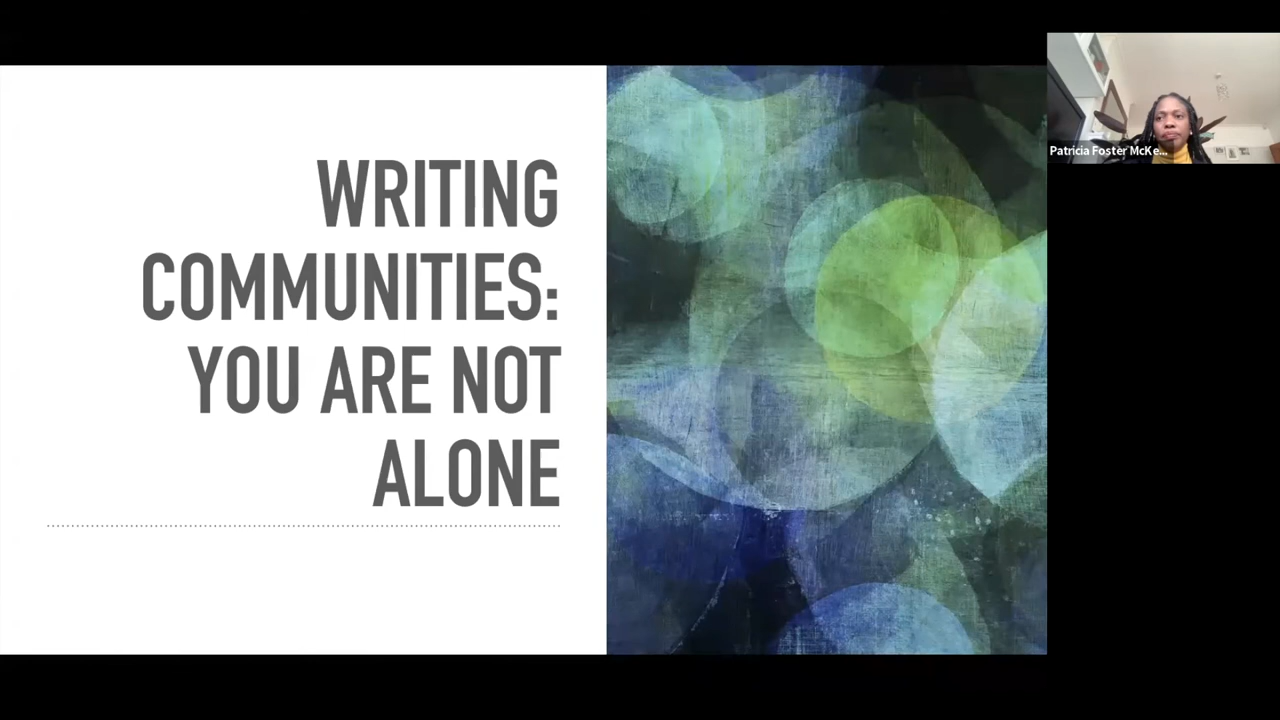 WRITING
COMMUNITIES:
YOU ARE NOT
ALONE
Patricia Foster McKe...